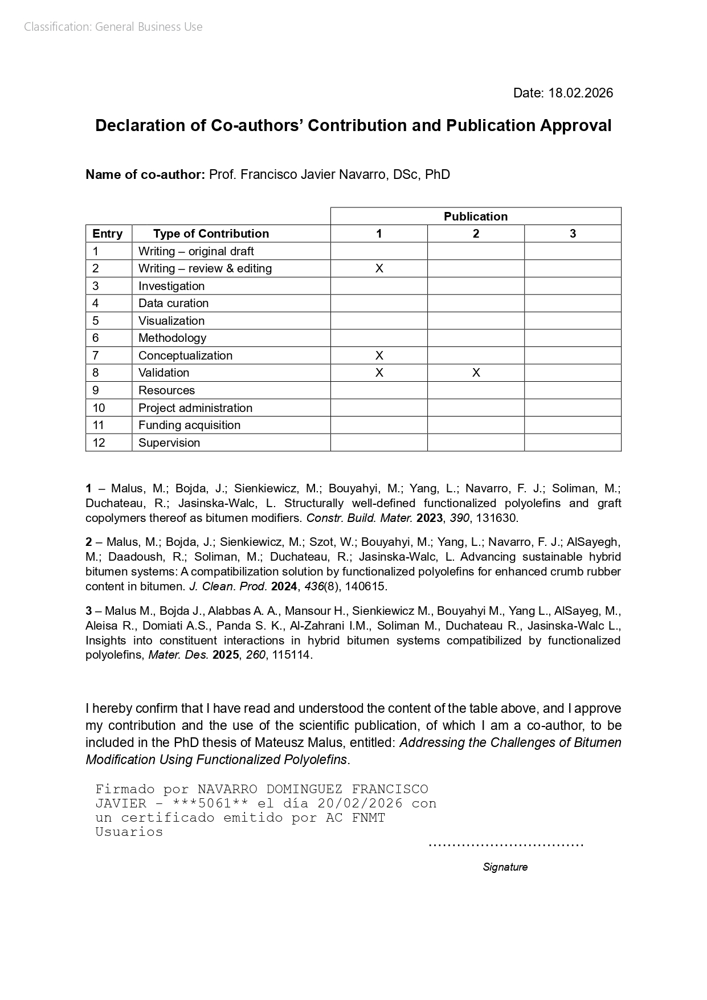 Classification: General Business Use
Date: 18.02.2026
Declaration of Co-authors’ Contribution and Publication Approval
Name of co-author: Prof. Francisco Javier Navarro, DSc, PhD
Publication
Entry Type of Contribution 1 2 3
1 Writing – original draft
2 Writing – review & editing X
3 Investigation
4 Data curation
5 Visualization
6 Methodology
7 Conceptualization X
8 Validation X X
9 Resources
10 Project administration
11 Funding acquisition
12 Supervision
1 – Malus, M.; Bojda, J.; Sienkiewicz, M.; Bouyahyi, M.; Yang, L.; Navarro, F. J.; Soliman, M.;
Duchateau, R.; Jasinska-Walc, L. Structurally well-defined functionalized polyolefins and graft
copolymers thereof as bitumen modifiers. Constr. Build. Mater. 2023, 390, 131630.
2 – Malus, M.; Bojda, J.; Sienkiewicz, M.; Szot, W.; Bouyahyi, M.; Yang, L.; Navarro, F. J.; AlSayegh,
M.; Daadoush, R.; Soliman, M.; Duchateau, R.; Jasinska-Walc, L. Advancing sustainable hybrid
bitumen systems: A compatibilization solution by functionalized polyolefins for enhanced crumb rubber
content in bitumen. J. Clean. Prod. 2024, 436(8), 140615.
3 – Malus M., Bojda J., Alabbas A. A., Mansour H., Sienkiewicz M., Bouyahyi M., Yang L., AlSayeg, M.,
Aleisa R., Domiati A.S., Panda S. K., Al-Zahrani I.M., Soliman M., Duchateau R., Jasinska-Walc L.,
Insights into constituent interactions in hybrid bitumen systems compatibilized by functionalized
polyolefins, Mater. Des. 2025, 260, 115114.
I hereby confirm that I have read and understood the content of the table above, and I approve
my contribution and the use of the scientific publication, of which I am a co-author, to be
included in the PhD thesis of Mateusz Malus, entitled: Addressing the Challenges of Bitumen
Modification Using Functionalized Polyolefins.
Firmado por NAVARRO DOMINGUEZ FRANCISCO
JAVIER – ***5061** el día 20/02/2026 con
un certificado emitido por AC FNMT
Usuarios
.................................
Signature